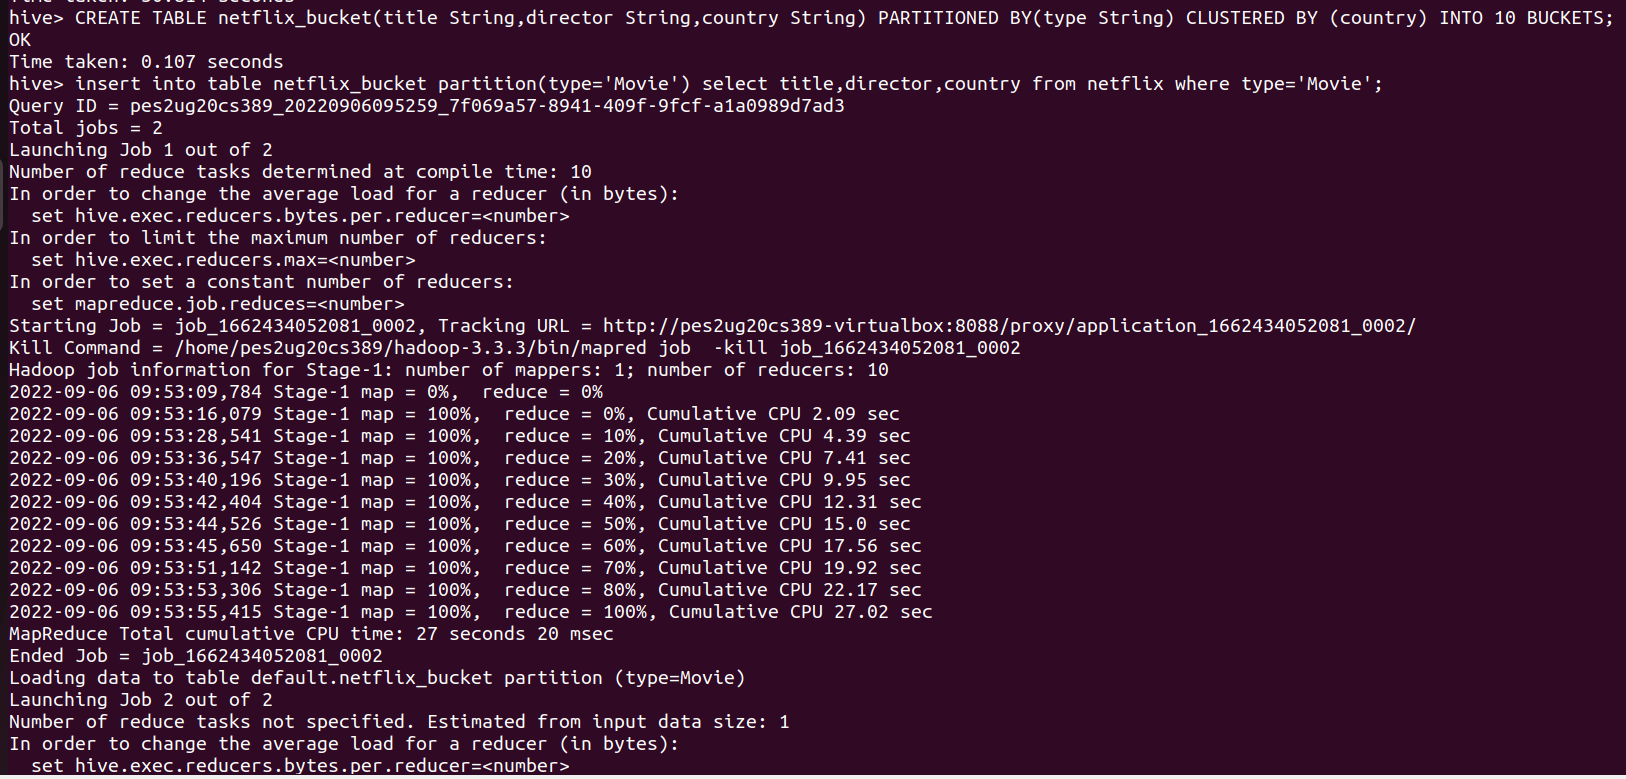 hive> CREATE TABLE netflix_bucket(title String,director String,country String) PARTITIONED BY(type String) CLUSTERED BY (country) INTO 10 BUCKETS;
OK
Time taken: 0.107 seconds
hive> insert into table netflix_bucket partition(type='Movie') select title,director,country from netflix where type='Movie';
Query ID = pes2ug20cs389_20220906095259_7f069a57-8941-409f-9fcf-a1a0989d7ad3
Total jobs = 2
Launching Job 1 out of 2
Number of reduce tasks determined at compile time: 10
In order to change the average load for a reducer (in bytes):
  set hive.exec.reducers.bytes.per.reducer=<number>
In order to limit the maximum number of reducers:
  set hive.exec.reducers.max=<number>
In order to set a constant number of reducers:
  set mapreduce.job.reduces=<number>
Starting Job = job_1662434052081_0002, Tracking URL = http://pes2ug20cs389-virtualbox:8088/proxy/application_1662434052081_0002/
Kill Command = /home/pes2ug20cs389/hadoop-3.3.3/bin/mapred job  -kill job_1662434052081_0002
Hadoop job information for Stage-1: number of mappers: 1; number of reducers: 10
2022-09-06 09:53:09,784 Stage-1 map = 0%,  reduce = 0%
2022-09-06 09:53:16,079 Stage-1 map = 100%,  reduce = 0%, Cumulative CPU 2.09 sec
2022-09-06 09:53:28,541 Stage-1 map = 100%,  reduce = 10%, Cumulative CPU 4.39 sec
2022-09-06 09:53:36,547 Stage-1 map = 100%,  reduce = 20%, Cumulative CPU 7.41 sec
2022-09-06 09:53:40,196 Stage-1 map = 100%,  reduce = 30%, Cumulative CPU 9.95 sec
2022-09-06 09:53:42,404 Stage-1 map = 100%,  reduce = 40%, Cumulative CPU 12.31 sec
2022-09-06 09:53:44,526 Stage-1 map = 100%,  reduce = 50%, Cumulative CPU 15.0 sec
2022-09-06 09:53:45,650 Stage-1 map = 100%,  reduce = 60%, Cumulative CPU 17.56 sec
2022-09-06 09:53:51,142 Stage-1 map = 100%,  reduce = 70%, Cumulative CPU 19.92 sec
2022-09-06 09:53:53,306 Stage-1 map = 100%,  reduce = 80%, Cumulative CPU 22.17 sec
2022-09-06 09:53:55,415 Stage-1 map = 100%,  reduce = 100%, Cumulative CPU 27.02 sec
MapReduce Total cumulative CPU time: 27 seconds 20 msec
Ended Job = job_1662434052081_0002
Loading data to table default.netflix_bucket partition (type=Movie)
Launching Job 2 out of 2
Number of reduce tasks not specified. Estimated from input data size: 1
In order to change the average load for a reducer (in bytes):
  set hive.exec.reducers.bytes.per.reducer=<number>